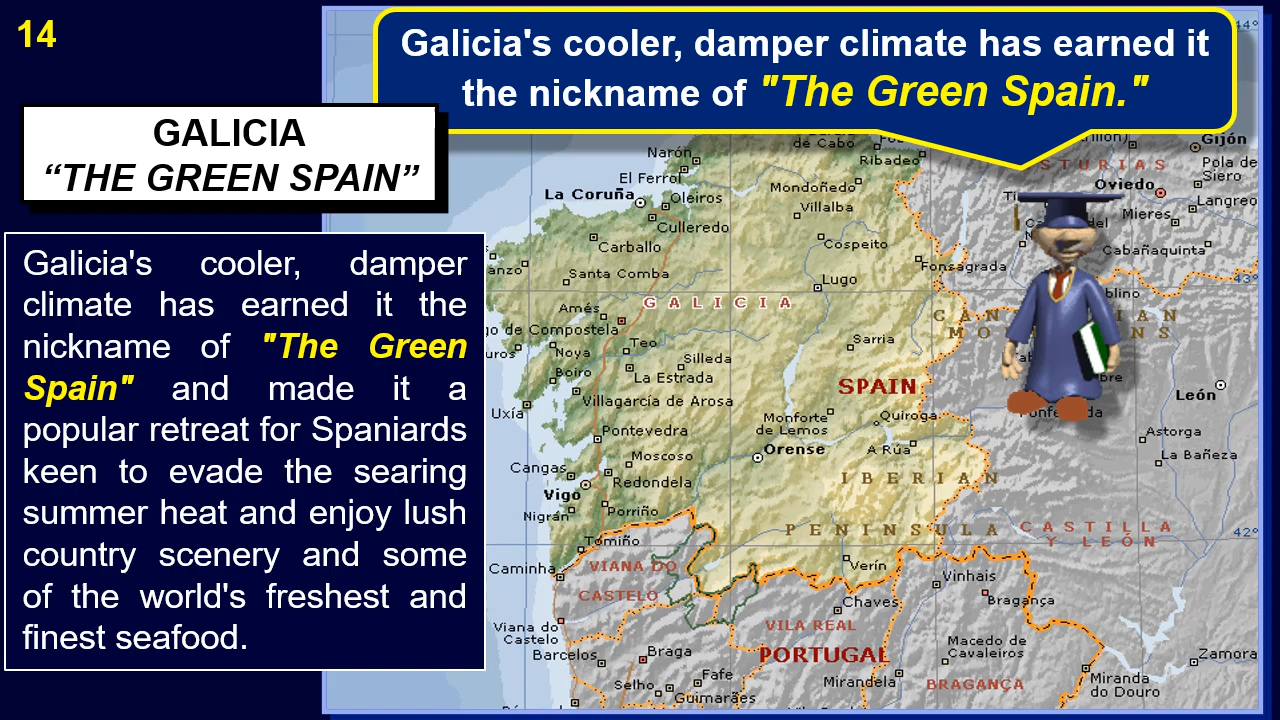 14
Galicia's cooler, damper climate has earned it
the nickname of "The Green Spain."
GALICIA
“THE GREEN SPAIN”
Galicia's cooler, damper
climate has earned it the
nickname of "The Green
Spain" and made it a
popular retreat for Spaniards
keen to evade the searing
summer heat and enjoy lush
country scenery and some
of the world's freshest and
finest seafood.
44°
de Cabo
Ribadeo
Gijón
Narón
ASTURIAS
Pola de
Siero
El Ferrol
Mondoñedo
Oviedo
La Coruña
Oleiros
Villalba
Langreo
Mieres
Culleredo
Carballo
Cospeito
Cabañaquinta
Fonsagrada
Santa Comba
Lugo
43°
GALICIA
Amés
go de Compostela
Teo
Noya
Silleda
Sarria
Boiro
La Estrada
SPAIN
León
Villagarcía de Arosa
Uxía
Monforte
de Lemos
Quiroga
Pontevedra
Astorga
Orense
A Rúa
Moscoso
La Bañeza
Cangas
Redondela
IBERIAN
Vigo
Nigrán
Porriño
PENINSULA
CASTILLA
Y LEÓN
42°
Tomiño
Caminha
VIANA DO
CASTELO
Verín
Vinhais
Chaves
Bragança
Viana do
Castelo
VILA REAL
Macedo de
Cavaleiros
Barcelos
Braga
PORTUGAL
Zamora
Fafe
Selho
Mirandela
BRAGANÇA
Miranda
do Douro
Guimarães